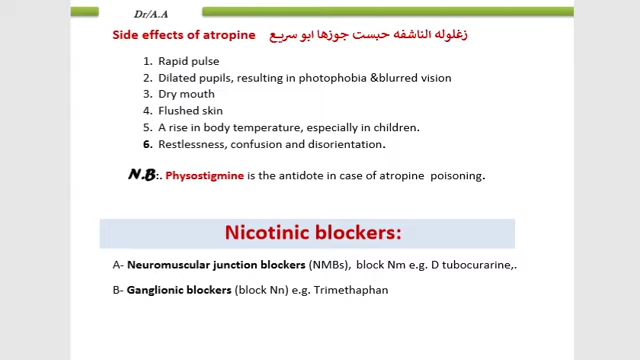 Dr/A.A
Side effects of atropine زغلوله الناشفه حبست جوزها ابو سريع
1. Rapid pulse
2. Dilated pupils, resulting in photophobia &blurred vision
3. Dry mouth
4. Flushed skin
5. A rise in body temperature, especially in children.
6. Restlessness, confusion and disorientation.
N.B:. Physostigmine is the antidote in case of atropine poisoning.
Nicotinic blockers:
A- Neuromuscular junction blockers (NMBs), block Nm e.g. D tubocurarine,.
B- Ganglionic blockers (block Nn) e.g. Trimethaphan